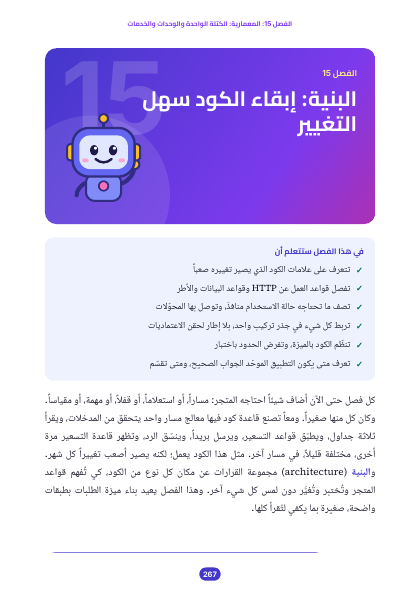 الفصل 15: المعمارية: الكتلة الواحدة والوحدات والخدمات
15
الفصل 15
البنية: إبقاء الكود سهل
التغيير
في هذا الفصل ستتعلم أن
✓ تتعرف على علامات الكود الذي يصير تغييره صعباً
✓ تفصل قواعد العمل عن HTTP وقواعد البيانات والأطر
✓ تصف ما تحتاجه حالة الاستخدام منافذَ، وتوصل بها المحوّلات
✓ تربط كل شيء في جذر تركيب واحد، بلا إطار لحقن الاعتماديات
✓ تنظّم الكود بالميزة، وتفرض الحدود باختبار
✓ تعرف متى يكون التطبيق الموحّد الجواب الصحيح، ومتى تقسّم
كل فصل حتى الآن أضاف شيئاً احتاجه المتجر: مساراً، أو استعلاماً، أو قفلاً، أو مهمة، أو مقياساً.
وكان كل منها صغيراً. ومعاً تصنع قاعدة كود فيها معالج مسار واحد يتحقق من المدخلات، ويقرأ
ثلاثة جداول، ويطبّق قواعد التسعير، ويرسل بريداً، وينسّق الرد، وتظهر قاعدة التسعير مرة
أخرى، مختلفة قليلاً، في مسار آخر. مثل هذا الكود يعمل؛ لكنه يصير أصعب تغييراً كل شهر.
والبنية (architecture) مجموعة القرارات عن مكان كل نوع من الكود، كي تُفهم قواعد
المتجر وتُختبر وتُغيَّر دون لمس كل شيء آخر. وهذا الفصل يعيد بناء ميزة الطلبات بطبقات
واضحة، صغيرة بما يكفي لتُقرأ كلها.
267